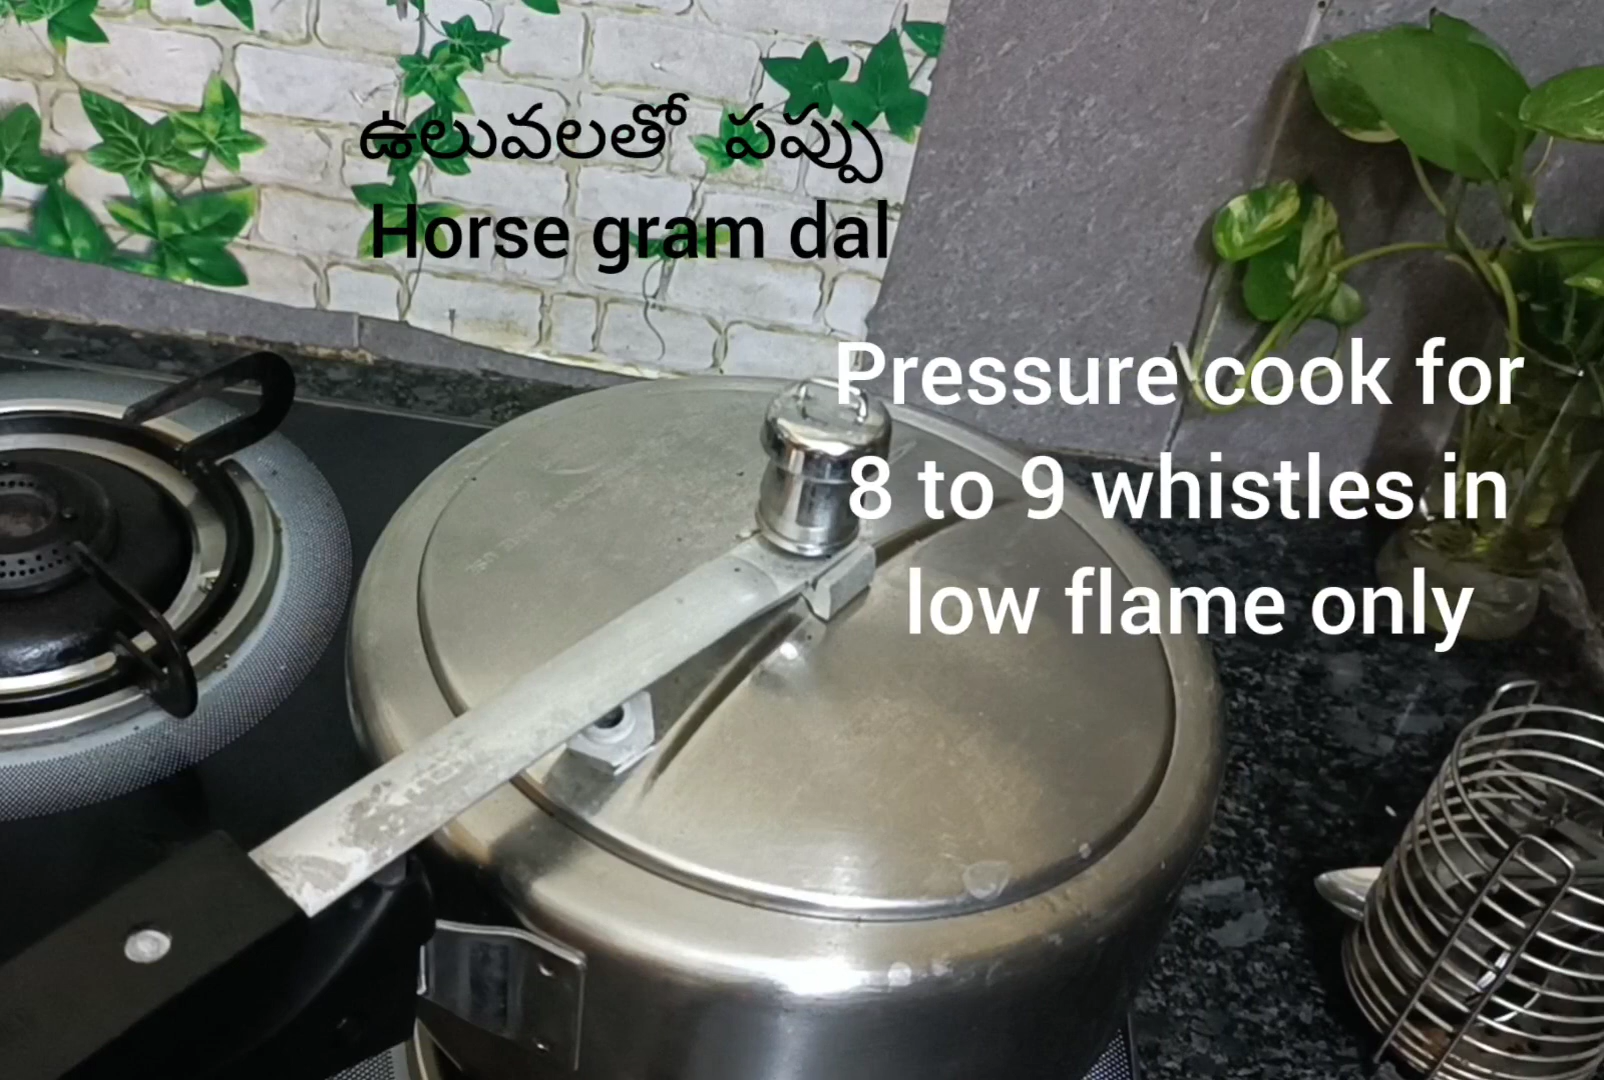 ఉలువలతో పప్పు
Horse gram dal
Pressure cook for
8 to 9 whistles in
low flame only